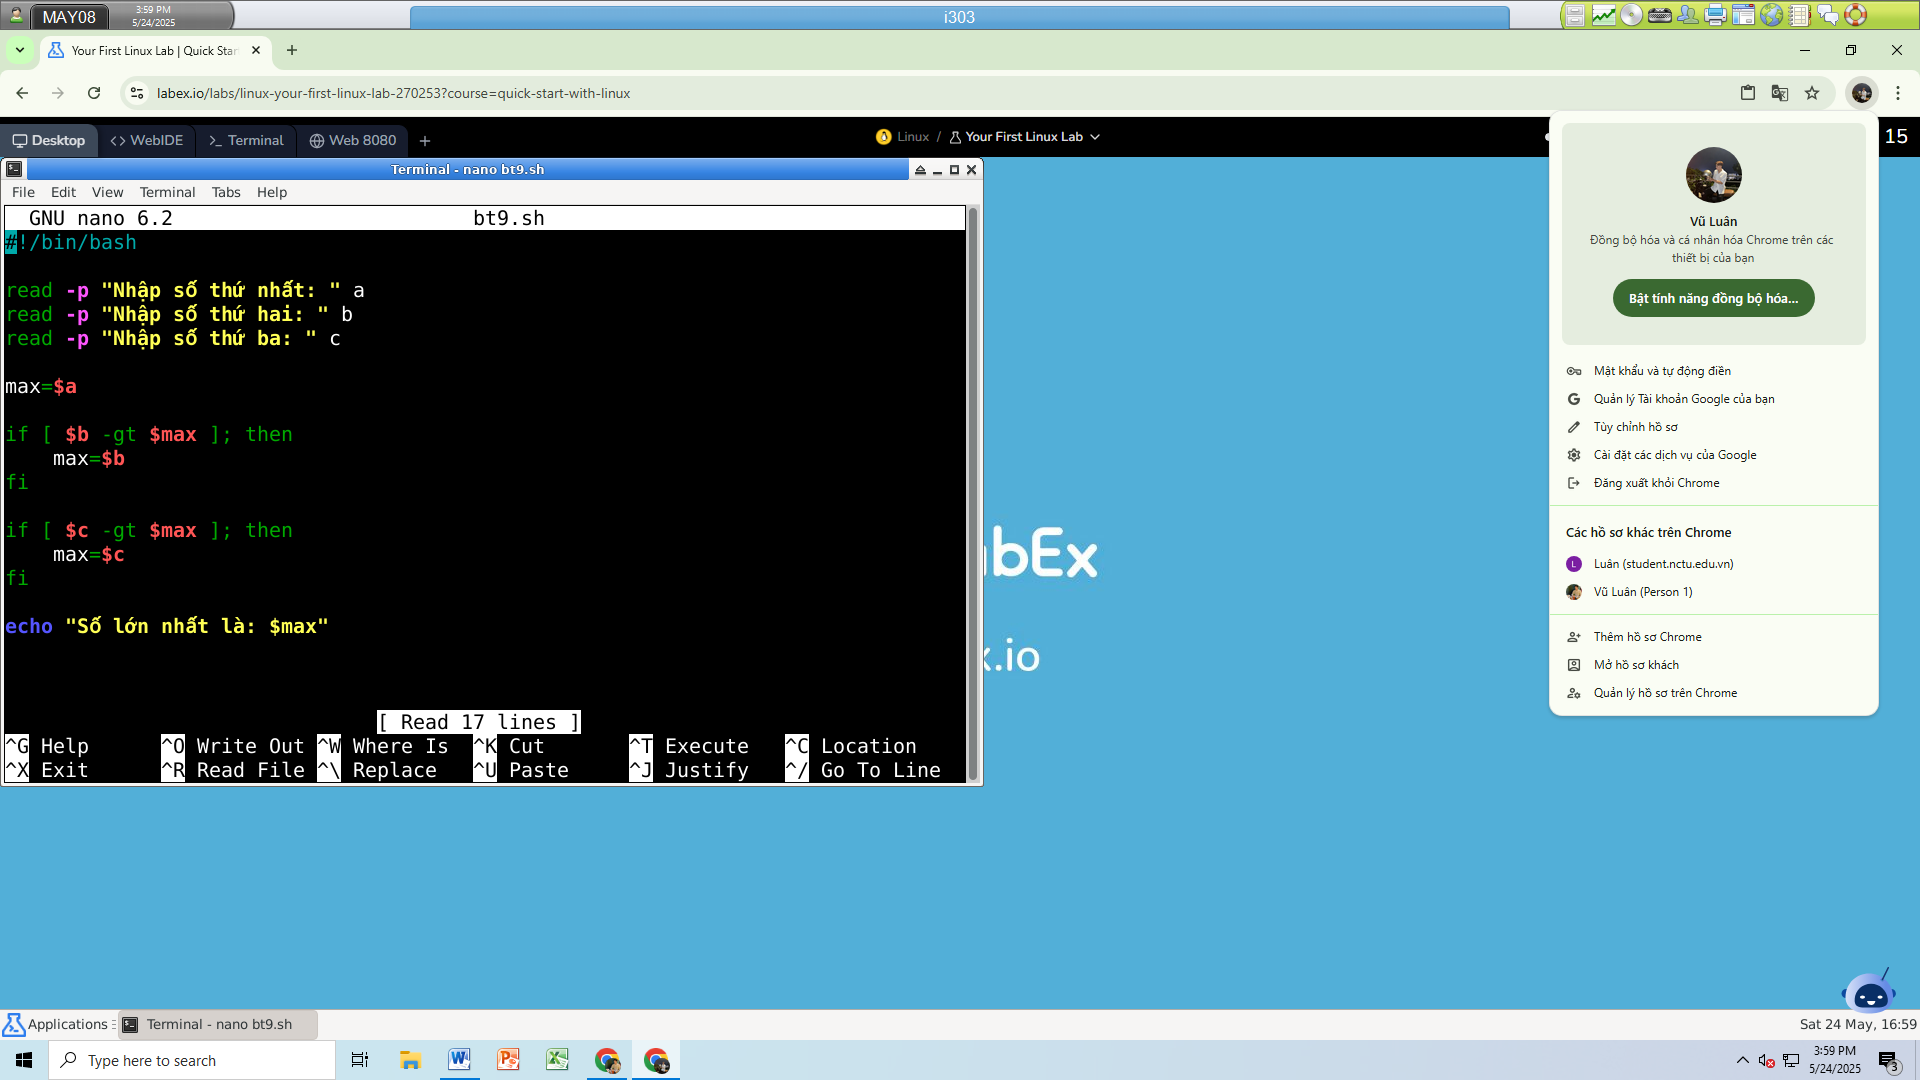 MAY08
3:59 PM
5/24/2025
i303
Your First Linux Lab | Quick Star
labex.io/labs/linux-your-first-linux-lab-270253?course=quick-start-with-linux
Desktop
WebIDE
Terminal
Web 8080
Linux / Your First Linux Lab
15
Terminal - nano bt9.sh
File Edit View Terminal Tabs Help
GNU nano 6.2 bt9.sh
#!/bin/bash
read -p "Nhập số thứ nhất: " a
read -p "Nhập số thứ hai: " b
read -p "Nhập số thứ ba: " c
max=$a
if [ $b -gt $max ]; then
max=$b
fi
if [ $c -gt $max ]; then
max=$c
fi
echo "Số lớn nhất là: $max"
[ Read 17 lines ]
^G Help ^O Write Out ^W Where Is ^K Cut ^T Execute ^C Location
^X Exit ^R Read File ^\ Replace ^U Paste ^J Justify ^/ Go To Line
bEx
x.io
Vũ Luân
Đồng bộ hóa và cá nhân hóa Chrome trên các
thiết bị của bạn
Bật tính năng đồng bộ hóa...
Mật khẩu và tự động điền
Quản lý Tài khoản Google của bạn
Tùy chỉnh hồ sơ
Cài đặt các dịch vụ của Google
Đăng xuất khỏi Chrome
Các hồ sơ khác trên Chrome
L Luân (student.nctu.edu.vn)
Vũ Luân (Person 1)
Thêm hồ sơ Chrome
Mở hồ sơ khách
Quản lý hồ sơ trên Chrome
Applications
Terminal - nano bt9.sh
Sat 24 May, 16:59
Type here to search
3:59 PM
5/24/2025
3